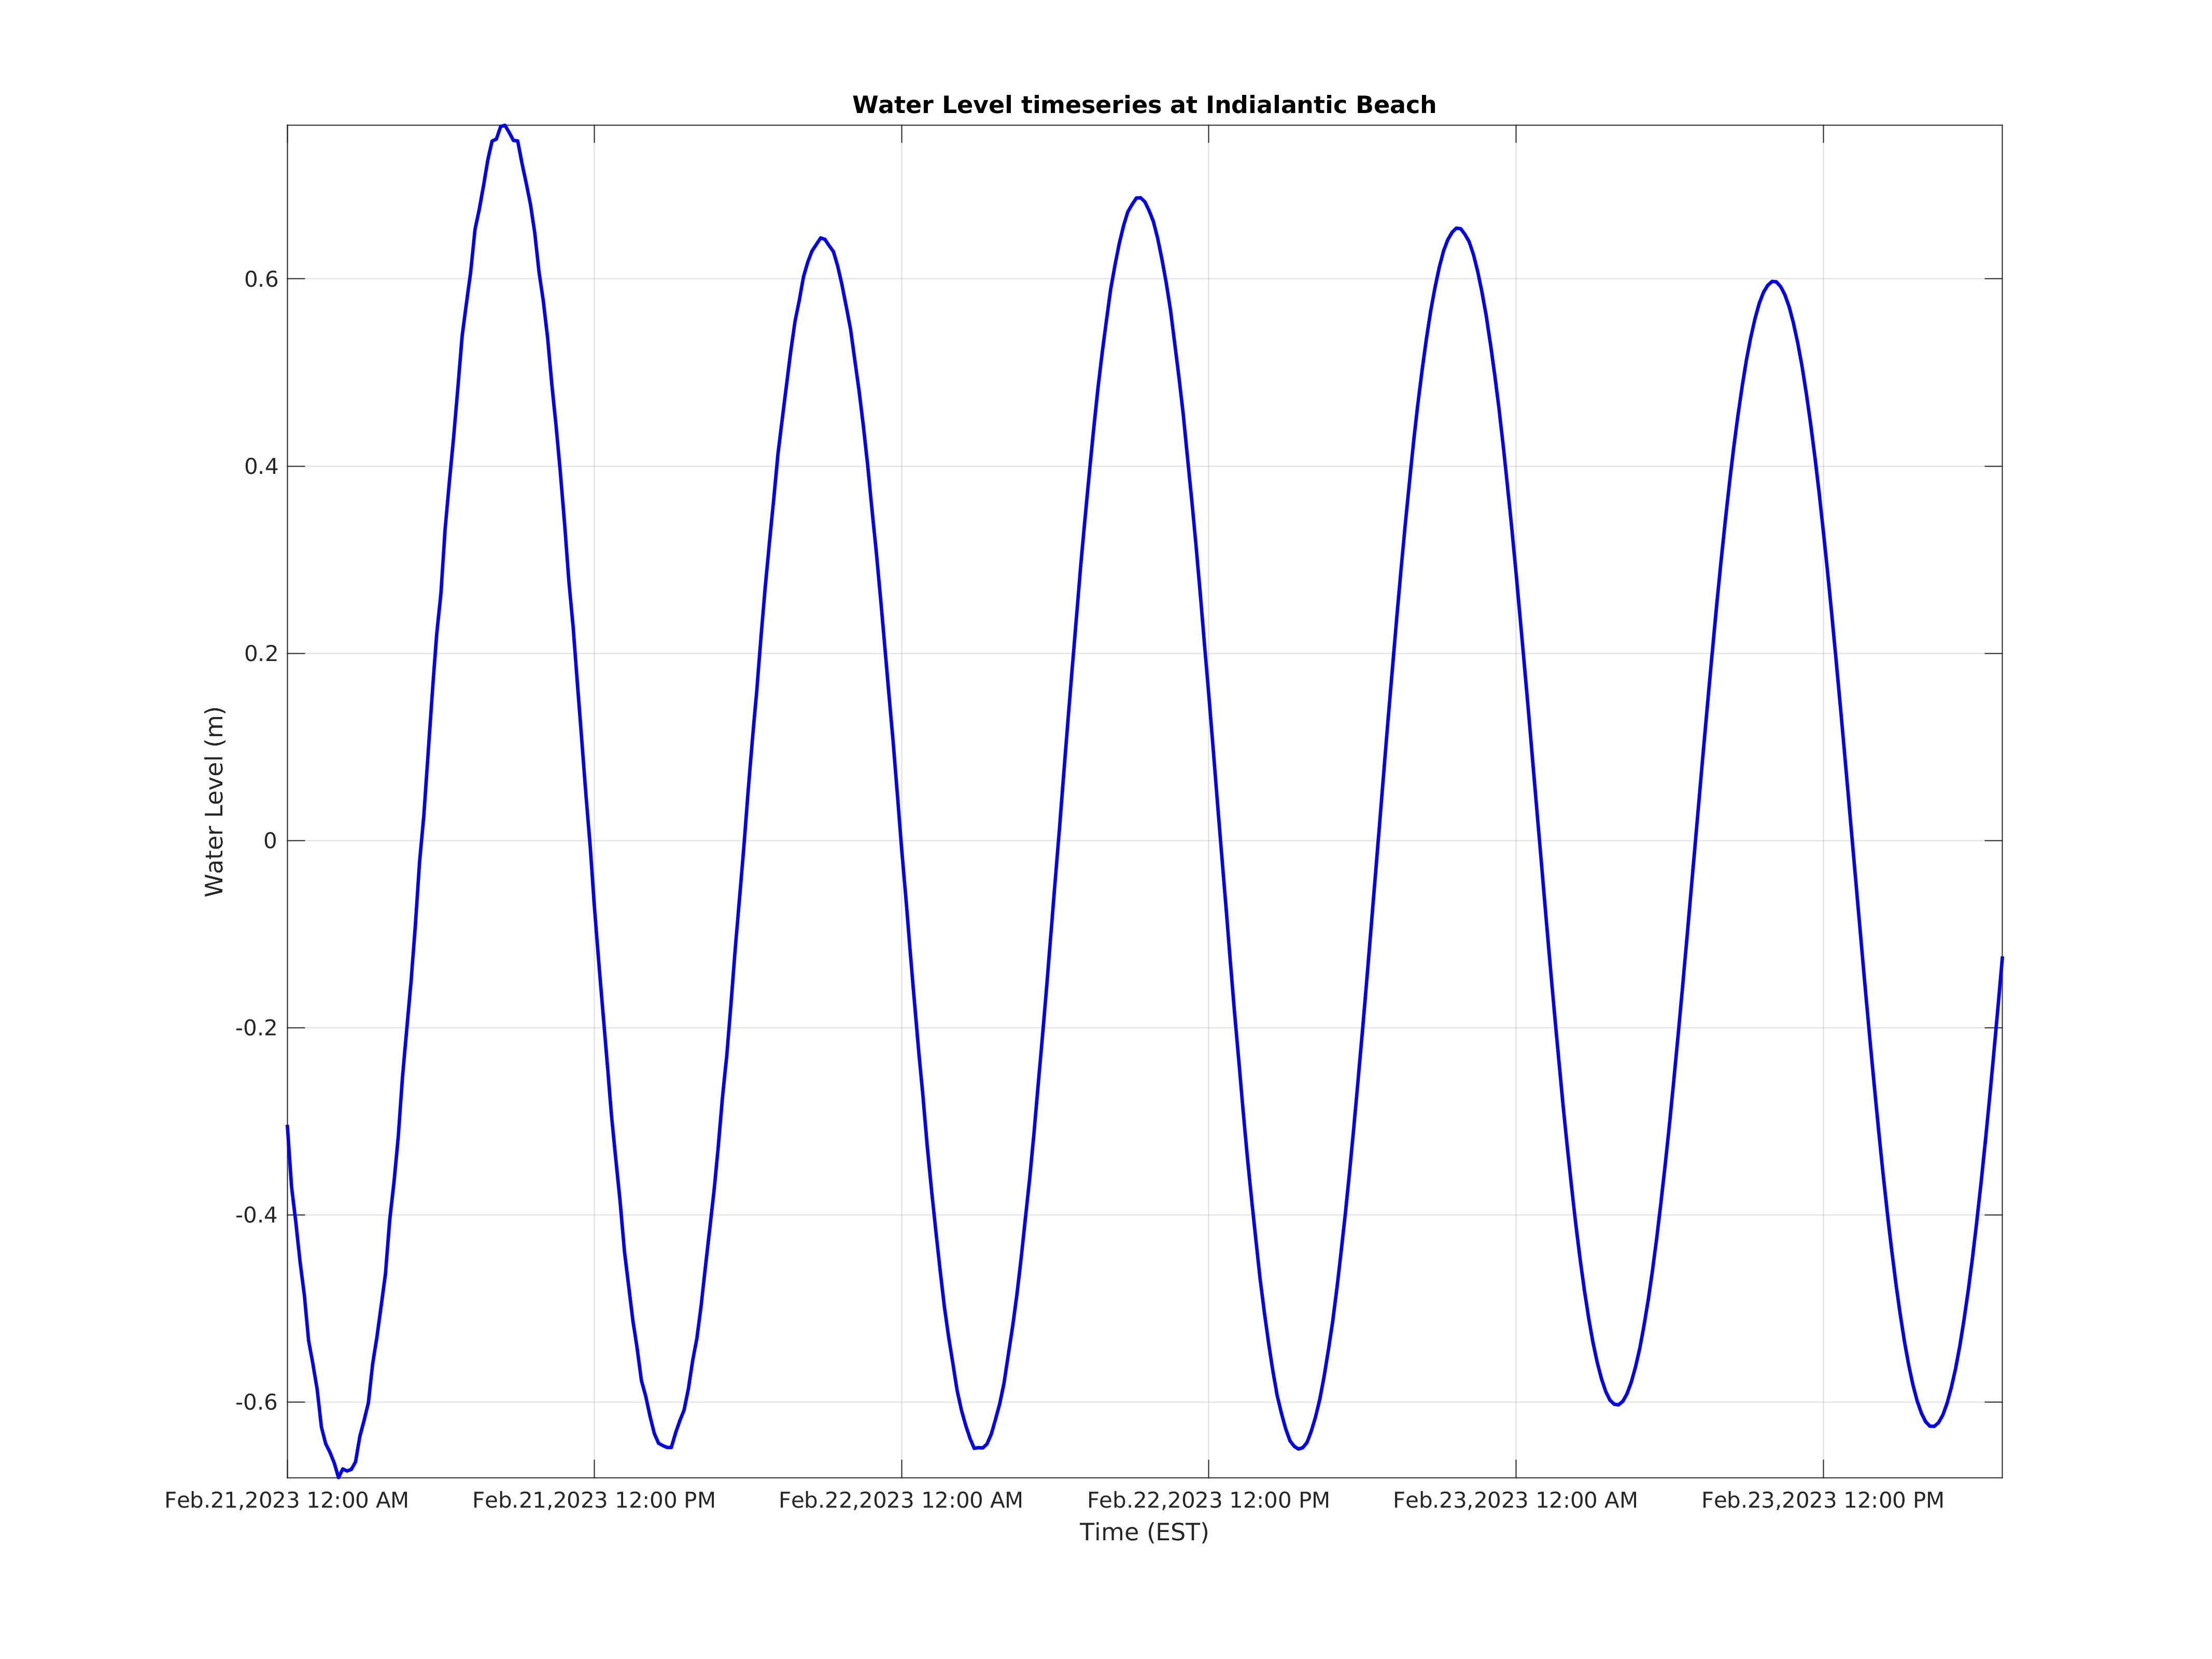 Water Level timeseries at Indialantic Beach
0.6
0.4
0.2
0
-0.2
-0.4
-0.6
Water Level (m)
Feb.21,2023 12:00 AM
Feb.21,2023 12:00 PM
Feb.22,2023 12:00 AM
Feb.22,2023 12:00 PM
Feb.23,2023 12:00 AM
Feb.23,2023 12:00 PM
Time (EST)